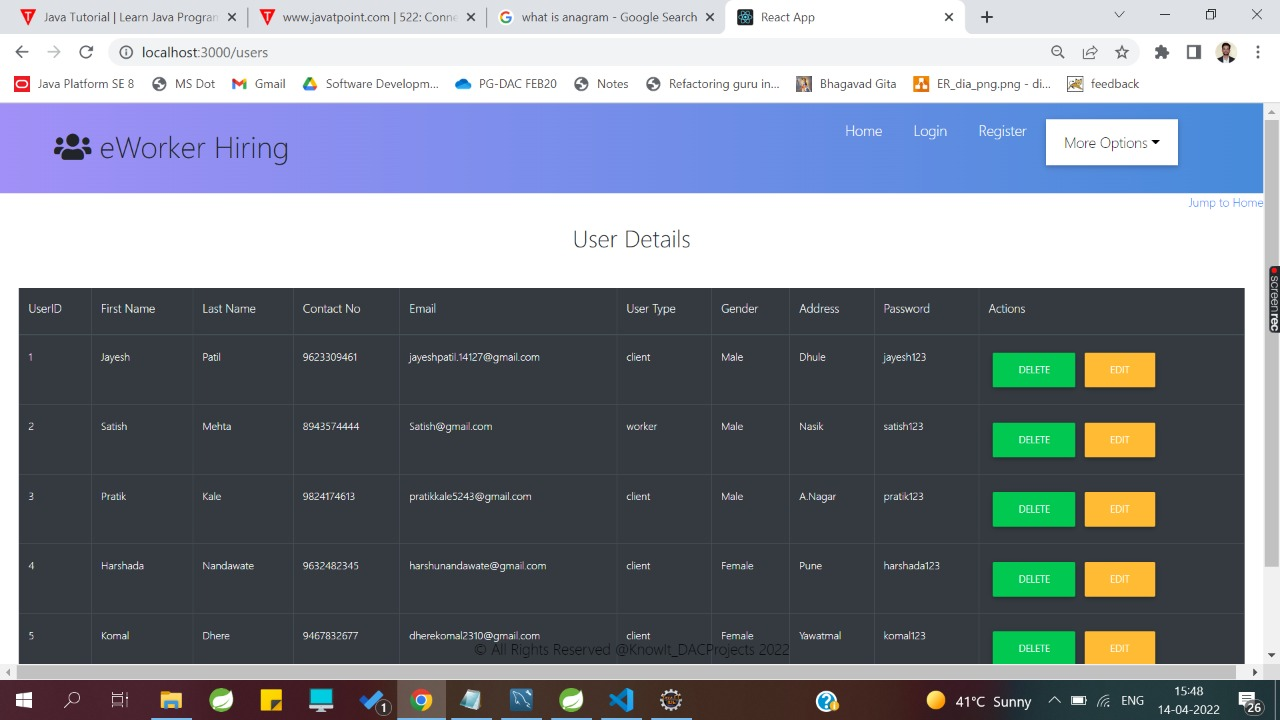 Java Tutorial | Learn Java Progra
www.javatpoint.com | 522: Conne
what is anagram - Google Search
React App
localhost:3000/users
Java Platform SE 8 MS Dot Gmail Software Developm... PG-DAC FEB20 Notes Refactoring guru in... Bhagavad Gita ER_dia_png.png - di... feedback
eWorker Hiring
Home Login Register More Options
Jump to Home
User Details
UserID First Name Last Name Contact No Email User Type Gender Address Password Actions
1 Jayesh Patil 9623309461 jayeshpatil.14127@gmail.com client Male Dhule jayesh123 DELETE EDIT
2 Satish Mehta 8943574444 Satish@gmail.com worker Male Nasik satish123 DELETE EDIT
3 Pratik Kale 9824174613 pratikkale5243@gmail.com client Male A.Nagar pratik123 DELETE EDIT
4 Harshada Nandawate 9632482345 harshunandawate@gmail.com client Female Pune harshada123 DELETE EDIT
5 Komal Dhere 9467832677 dherekomal2310@gmail.com client Female Yawatmal komal123 DELETE EDIT
© All Rights Reserved @KnowIt_DACProjects 2022
screenrec
1
41°C Sunny
ENG
15:48
14-04-2022
26